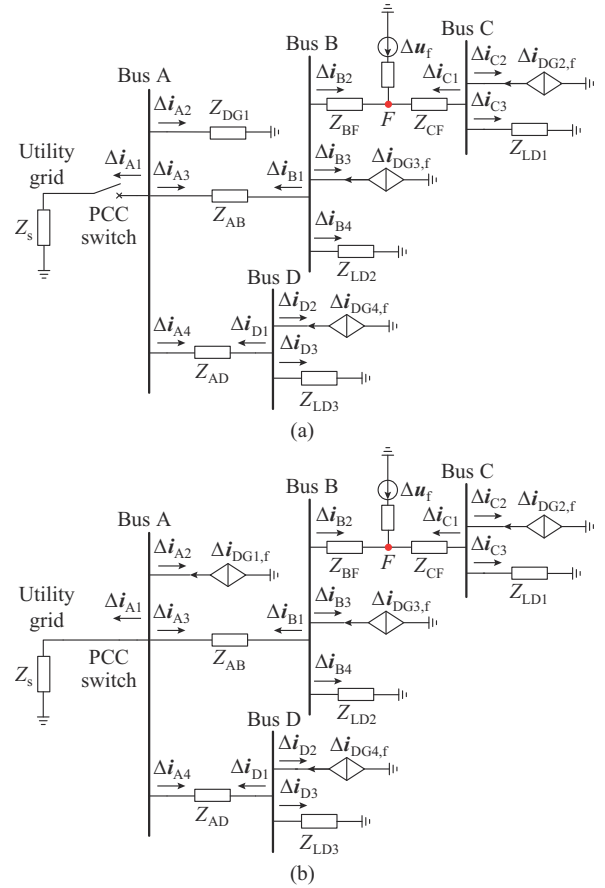 Bus A
Bus B
Bus C
Δu_f
Δi_B2
Δi_C1
Δi_C2
Δi_DG2,f
Δi_A2
Z_DG1
Z_BF
F
Z_CF
Δi_C3
Z_LD1
Utility grid
Δi_A1
Δi_A3
Δi_B1
Δi_B3
Δi_DG3,f
Z_s
PCC switch
Z_AB
Δi_B4
Z_LD2
Bus D
Δi_D2
Δi_DG4,f
Δi_A4
Δi_D1
Δi_D3
Z_AD
Z_LD3
(a)
Bus A
Bus B
Bus C
Δu_f
Δi_B2
Δi_C1
Δi_C2
Δi_DG2,f
Δi_A2
Δi_DG1,f
Z_BF
F
Z_CF
Δi_C3
Z_LD1
Utility grid
Δi_A1
Δi_A3
Δi_B1
Δi_B3
Δi_DG3,f
Z_s
PCC switch
Z_AB
Δi_B4
Z_LD2
Bus D
Δi_D2
Δi_DG4,f
Δi_A4
Δi_D1
Δi_D3
Z_AD
Z_LD3
(b)